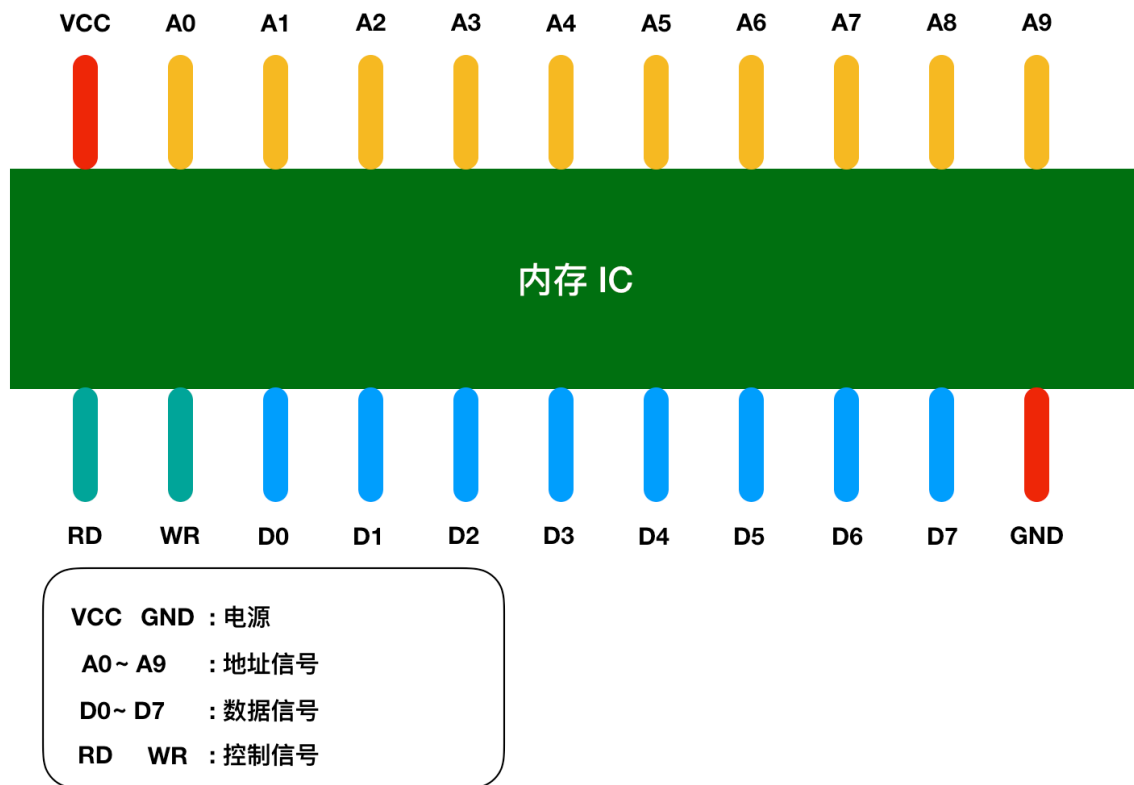 VCC A0 A1 A2 A3 A4 A5 A6 A7 A8 A9
内存 IC
RD WR D0 D1 D2 D3 D4 D5 D6 D7 GND
VCC GND : 电源
A0~ A9 : 地址信号
D0~ D7 : 数据信号
RD WR : 控制信号